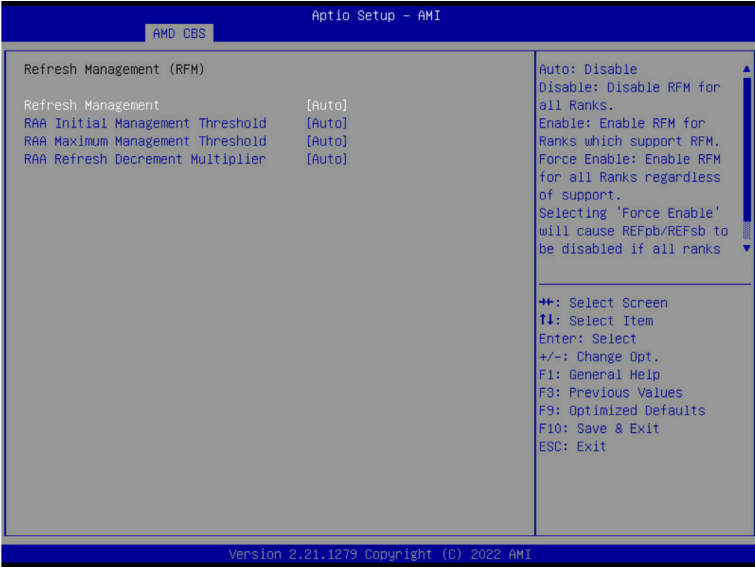 Aptio Setup – AMI
AMD CBS
Refresh Management (RFM)
Refresh Management [Auto]
RAA Initial Management Threshold [Auto]
RAA Maximum Management Threshold [Auto]
RAA Refresh Decrement Multiplier [Auto]
Auto: Disable
Disable: Disable RFM for
all Ranks.
Enable: Enable RFM for
Ranks which support RFM.
Force Enable: Enable RFM
for all Ranks regardless
of support.
Selecting 'Force Enable'
will cause REFpb/REFsb to
be disabled if all ranks
→←: Select Screen
↑↓: Select Item
Enter: Select
+/-: Change Opt.
F1: General Help
F3: Previous Values
F9: Optimized Defaults
F10: Save & Exit
ESC: Exit
Version 2.21.1279 Copyright (C) 2022 AMI